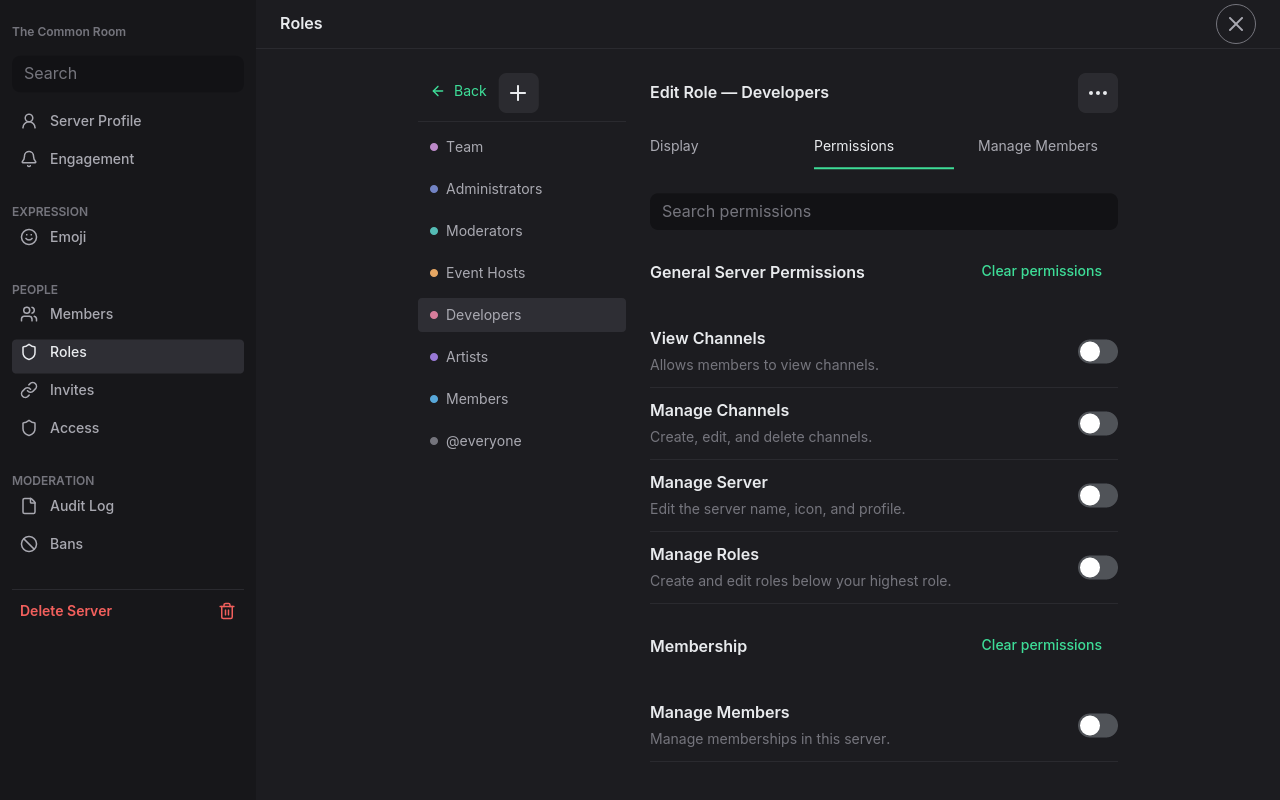 The Common Room
Search
Server Profile
Engagement
EXPRESSION
Emoji
PEOPLE
Members
Roles
Invites
Access
MODERATION
Audit Log
Bans
Delete Server
Roles
Back
Team
Administrators
Moderators
Event Hosts
Developers
Artists
Members
@everyone
Edit Role — Developers
Display
Permissions
Manage Members
Search permissions
General Server Permissions
Clear permissions
View Channels
Allows members to view channels.
Manage Channels
Create, edit, and delete channels.
Manage Server
Edit the server name, icon, and profile.
Manage Roles
Create and edit roles below your highest role.
Membership
Clear permissions
Manage Members
Manage memberships in this server.